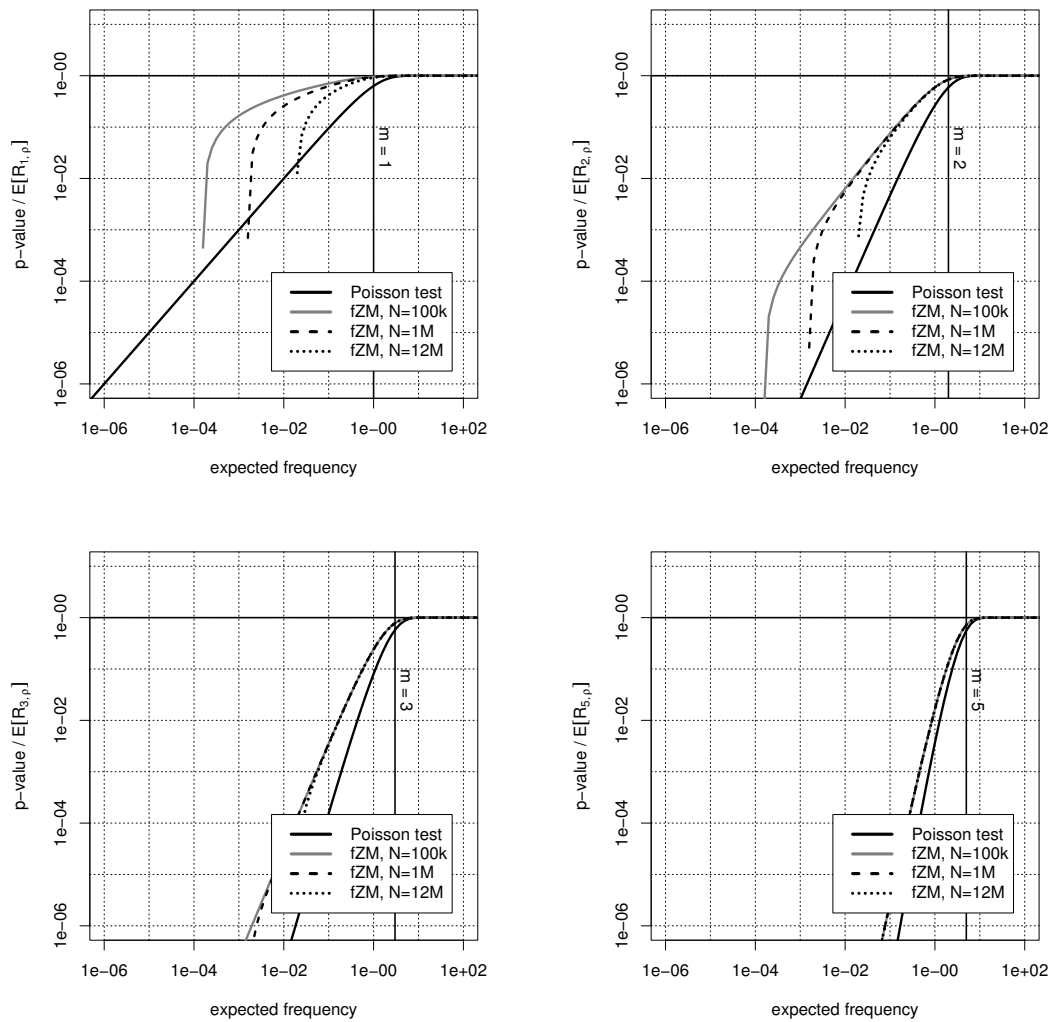 p−value / E[R1,ρ]
1e−00
1e−02
1e−04
1e−06
m = 1
Poisson test
fZM, N=100k
fZM, N=1M
fZM, N=12M
1e−06 1e−04 1e−02 1e−00 1e+02
expected frequency
p−value / E[R2,ρ]
1e−00
1e−02
1e−04
1e−06
m = 2
Poisson test
fZM, N=100k
fZM, N=1M
fZM, N=12M
1e−06 1e−04 1e−02 1e−00 1e+02
expected frequency
p−value / E[R3,ρ]
1e−00
1e−02
1e−04
1e−06
m = 3
Poisson test
fZM, N=100k
fZM, N=1M
fZM, N=12M
1e−06 1e−04 1e−02 1e−00 1e+02
expected frequency
p−value / E[R5,ρ]
1e−00
1e−02
1e−04
1e−06
m = 5
Poisson test
fZM, N=100k
fZM, N=1M
fZM, N=12M
1e−06 1e−04 1e−02 1e−00 1e+02
expected frequency